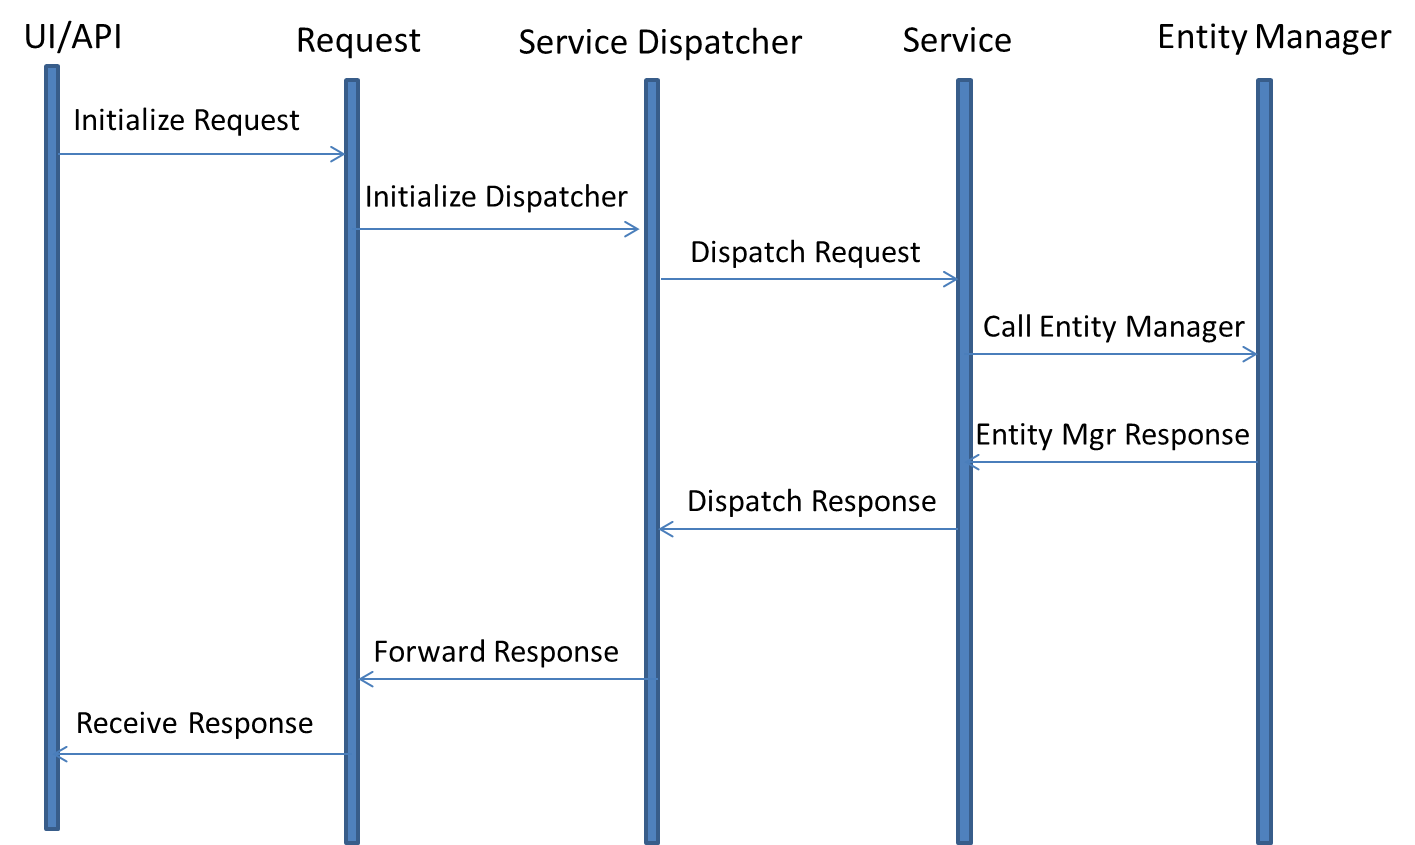 UI/API
Request
Service Dispatcher
Service
Entity Manager
Initialize Request
Initialize Dispatcher
Dispatch Request
Call Entity Manager
Entity Mgr Response
Dispatch Response
Forward Response
Receive Response